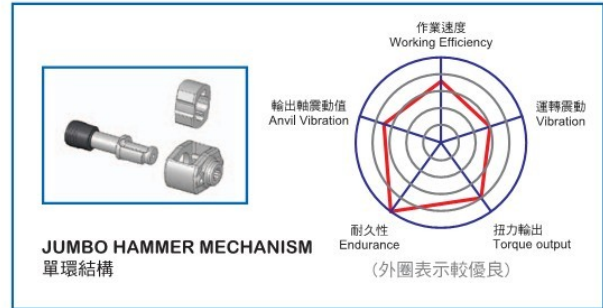 作業速度
Working Efficiency
輸出軸震動值
Anvil Vibration
運轉震動
Vibration
耐久性
Endurance
扭力輸出
Torque output
JUMBO HAMMER MECHANISM
單環結構
(外圈表示較優良)